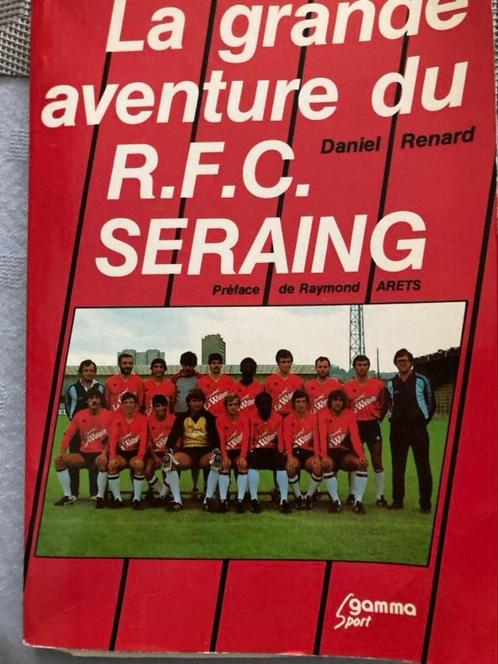 La grande
aventure du
Daniel Renard
R.F.C.
SERAING
Préface de Raymond ARETS
gamma
Sport